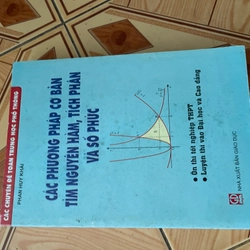 CÁC CHUYÊN ĐỀ TOÁN TRUNG HỌC PHỔ THÔNG
PHAN HUY KHẢI
CÁC PHƯƠNG PHÁP CƠ BẢN
TÌM NGUYÊN HÀM, TÍCH PHÂN
VÀ SỐ PHỨC
• Ôn thi tốt nghiệp THPT
• Luyện thi vào Đại học và Cao đẳng
NHÀ XUẤT BẢN GIÁO DỤC